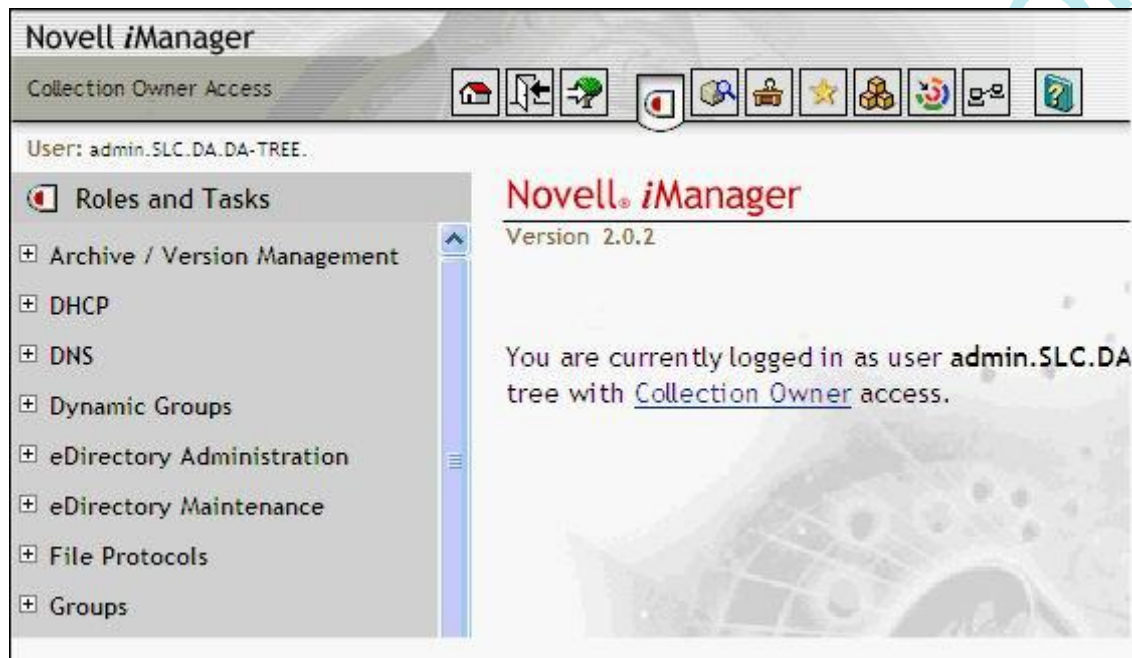 Novell iManager
Collection Owner Access
User: admin.SLC.DA.DA-TREE.
Roles and Tasks
Archive / Version Management
DHCP
DNS
Dynamic Groups
eDirectory Administration
eDirectory Maintenance
File Protocols
Groups
Novell® iManager
Version 2.0.2
You are currently logged in as user admin.SLC.DA
tree with Collection Owner access.